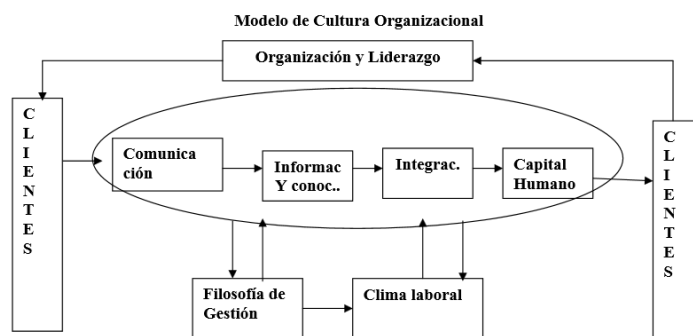 Modelo de Cultura Organizacional
Organización y Liderazgo
C
L
I
E
N
T
E
S
Comunica
ción
Informac
Y conoc..
Integrac.
Capital
Humano
C
L
I
E
N
T
E
S
Filosofía de
Gestión
Clima laboral